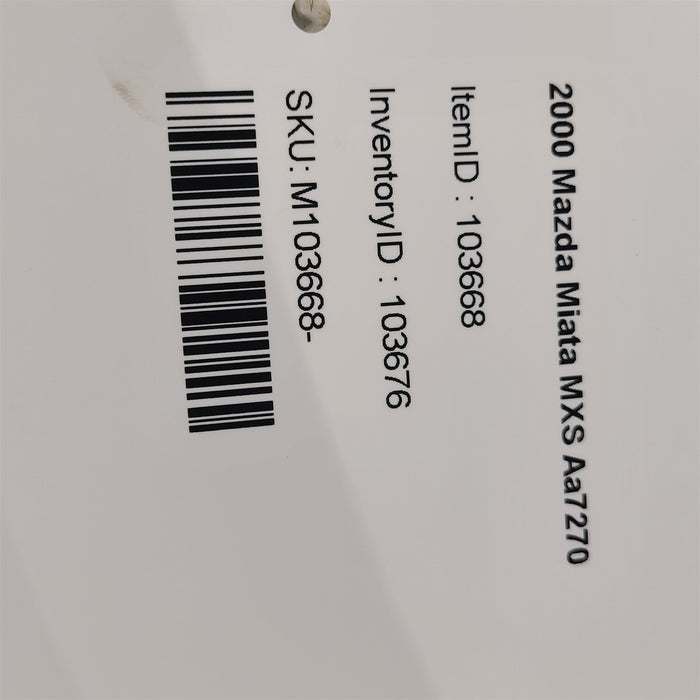 2000 Mazda Miata MXS Aa7270
ItemID : 103668
InventoryID : 103676
SKU: M103668-